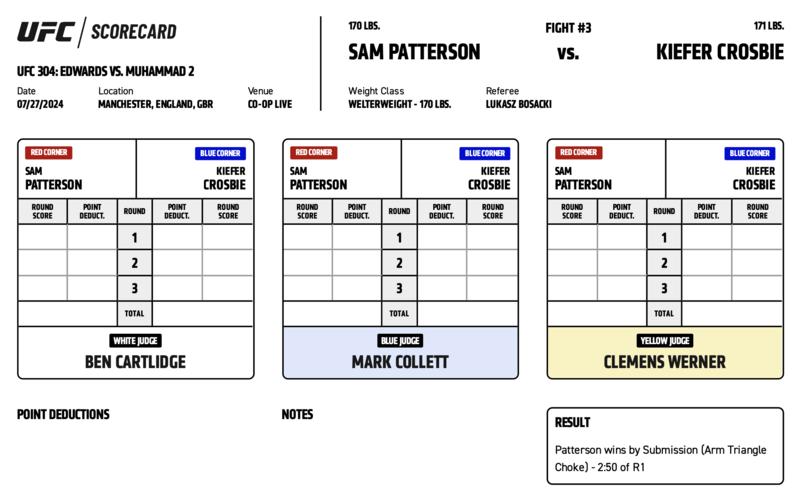 UFC / SCORECARD
UFC 304: EDWARDS VS. MUHAMMAD 2
Date Location Venue
07/27/2024 MANCHESTER, ENGLAND, GBR CO-OP LIVE
170 LBS. FIGHT #3 171 LBS.
SAM PATTERSON vs. KIEFER CROSBIE
Weight Class Referee
WELTERWEIGHT - 170 LBS. LUKASZ BOSACKI
RED CORNER BLUE CORNER
SAM KIEFER
PATTERSON CROSBIE
ROUND POINT ROUND POINT ROUND
SCORE DEDUCT. DEDUCT. SCORE
1
2
3
TOTAL
WHITE JUDGE
BEN CARTLIDGE
RED CORNER BLUE CORNER
SAM KIEFER
PATTERSON CROSBIE
ROUND POINT ROUND POINT ROUND
SCORE DEDUCT. DEDUCT. SCORE
1
2
3
TOTAL
BLUE JUDGE
MARK COLLETT
RED CORNER BLUE CORNER
SAM KIEFER
PATTERSON CROSBIE
ROUND POINT ROUND POINT ROUND
SCORE DEDUCT. DEDUCT. SCORE
1
2
3
TOTAL
YELLOW JUDGE
CLEMENS WERNER
POINT DEDUCTIONS
NOTES
RESULT
Patterson wins by Submission (Arm Triangle
Choke) - 2:50 of R1